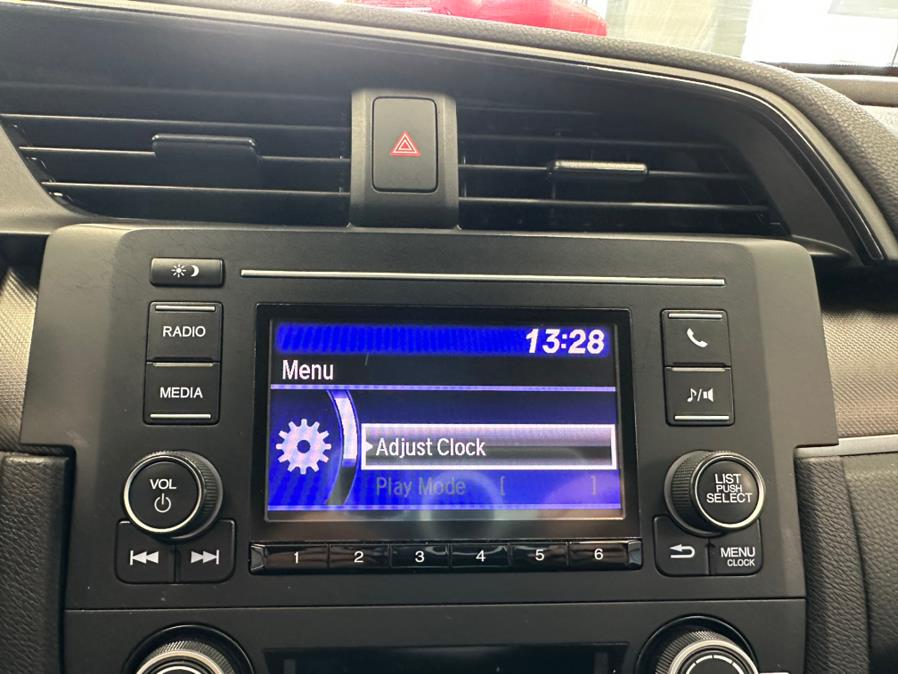 RADIO
MEDIA
VOL
13:28
Menu
Adjust Clock
Play Mode [ ]
LIST
PUSH
SELECT
MENU
CLOCK
1 2 3 4 5 6